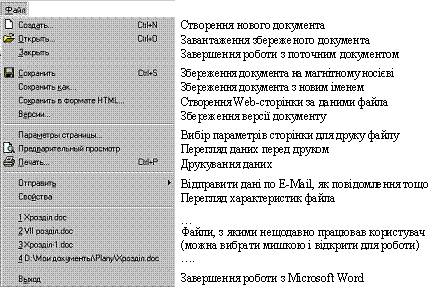 Файл
Создать... Ctrl+N Створення нового документа
Открыть... Ctrl+O Завантаження збереженого документа
Закрыть Завершення роботи з поточним документом
Сохранить Ctrl+S Збереження документа на магнітному носієві
Сохранить как... Збереження документа з новим іменем
Сохранить в формате HTML... Створення Web-сторінки за даними файла
Версии... Збереження версії документу
Параметры страницы... Вибір параметрів сторінки для друку файлу
Предварительный просмотр Перегляд даних перед друком
Печать... Ctrl+P Друкування даних
Отправить Відправити дані по E-Mail, як повідомлення тощо
Свойства Перегляд характеристик файла
1 Xрозділ.doc ...
2 VII розділ.doc Файли, з якими нещодавно працював користувач
3 Xрозділ-1.doc (можна вибрати мишкою і відкрити для роботи)
4 D:\Мои документы\Plany\Xрозділ.doc ....
Выход Завершення роботи з Microsoft Word